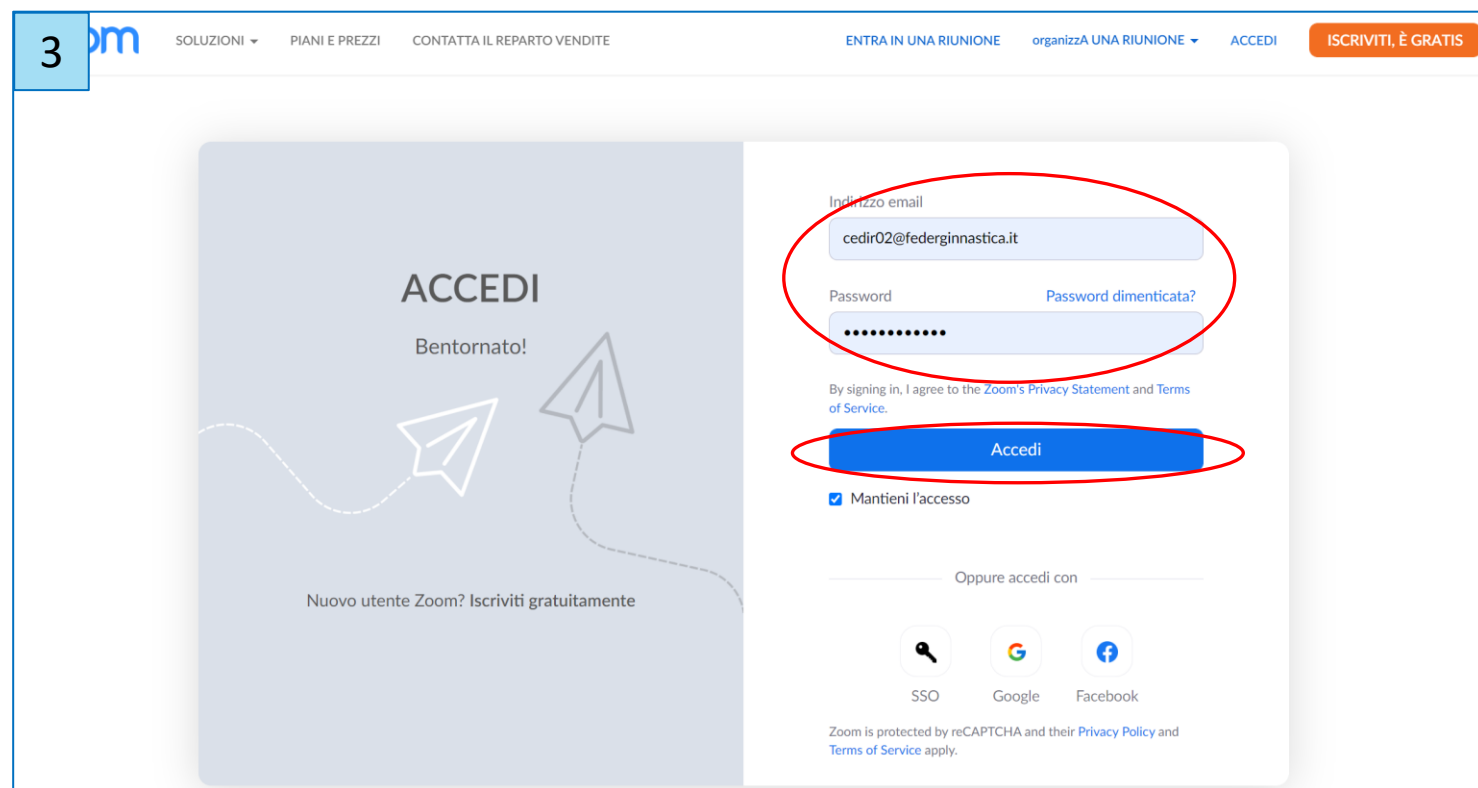 3
om
SOLUZIONI PIANI E PREZZI CONTATTA IL REPARTO VENDITE ENTRA IN UNA RIUNIONE organizzA UNA RIUNIONE ACCEDI ISCRIVITI, È GRATIS
ACCEDI
Bentornato!
Nuovo utente Zoom? Iscriviti gratuitamente
Indirizzo email
cedir02@federginnastica.it
Password Password dimenticata?
••••••••••••
By signing in, I agree to the Zoom's Privacy Statement and Terms
of Service.
Accedi
Mantieni l'accesso
Oppure accedi con
SSO Google Facebook
Zoom is protected by reCAPTCHA and their Privacy Policy and
Terms of Service apply.